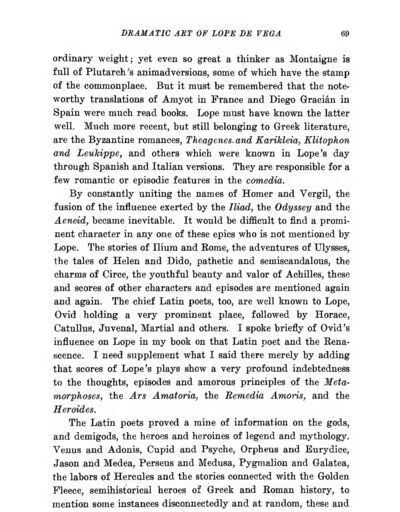 DRAMATIC ART OF LOPE DE VEGA 69
ordinary weight; yet even so great a thinker as Montaigne is
full of Plutarch's animadversions, some of which have the stamp
of the commonplace. But it must be remembered that the note-
worthy translations of Amyot in France and Diego Gracián in
Spain were much read books. Lope must have known the latter
well. Much more recent, but still belonging to Greek literature,
are the Byzantine romances, Theagenes and Karikleia, Klitophon
and Leukippe, and others which were known in Lope's day
through Spanish and Italian versions. They are responsible for a
few romantic or episodic features in the comedia.
By constantly uniting the names of Homer and Vergil, the
fusion of the influence exerted by the Iliad, the Odyssey and the
Aeneid, became inevitable. It would be difficult to find a promi-
nent character in any one of these epics who is not mentioned by
Lope. The stories of Ilium and Rome, the adventures of Ulysses,
the tales of Helen and Dido, pathetic and semiscandalous, the
charms of Circe, the youthful beauty and valor of Achilles, these
and scores of other characters and episodes are mentioned again
and again. The chief Latin poets, too, are well known to Lope,
Ovid holding a very prominent place, followed by Horace,
Catullus, Juvenal, Martial and others. I spoke briefly of Ovid's
influence on Lope in my book on that Latin poet and the Rena-
scence. I need supplement what I said there merely by adding
that scores of Lope's plays show a very profound indebtedness
to the thoughts, episodes and amorous principles of the Meta-
morphoses, the Ars Amatoria, the Remedia Amoris, and the
Heroides.
The Latin poets proved a mine of information on the gods,
and demigods, the heroes and heroines of legend and mythology.
Venus and Adonis, Cupid and Psyche, Orpheus and Eurydice,
Jason and Medea, Perseus and Medusa, Pygmalion and Galatea,
the labors of Hercules and the stories connected with the Golden
Fleece, semihistorical heroes of Greek and Roman history, to
mention some instances disconnectedly and at random, these and